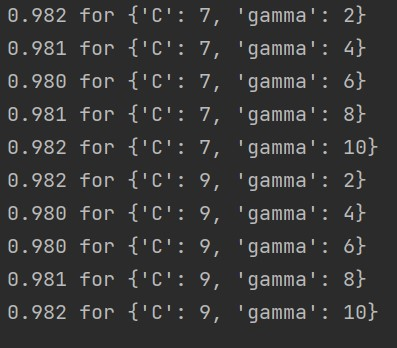 0.982 for {'C': 7, 'gamma': 2}
0.981 for {'C': 7, 'gamma': 4}
0.980 for {'C': 7, 'gamma': 6}
0.981 for {'C': 7, 'gamma': 8}
0.982 for {'C': 7, 'gamma': 10}
0.982 for {'C': 9, 'gamma': 2}
0.980 for {'C': 9, 'gamma': 4}
0.980 for {'C': 9, 'gamma': 6}
0.981 for {'C': 9, 'gamma': 8}
0.982 for {'C': 9, 'gamma': 10}